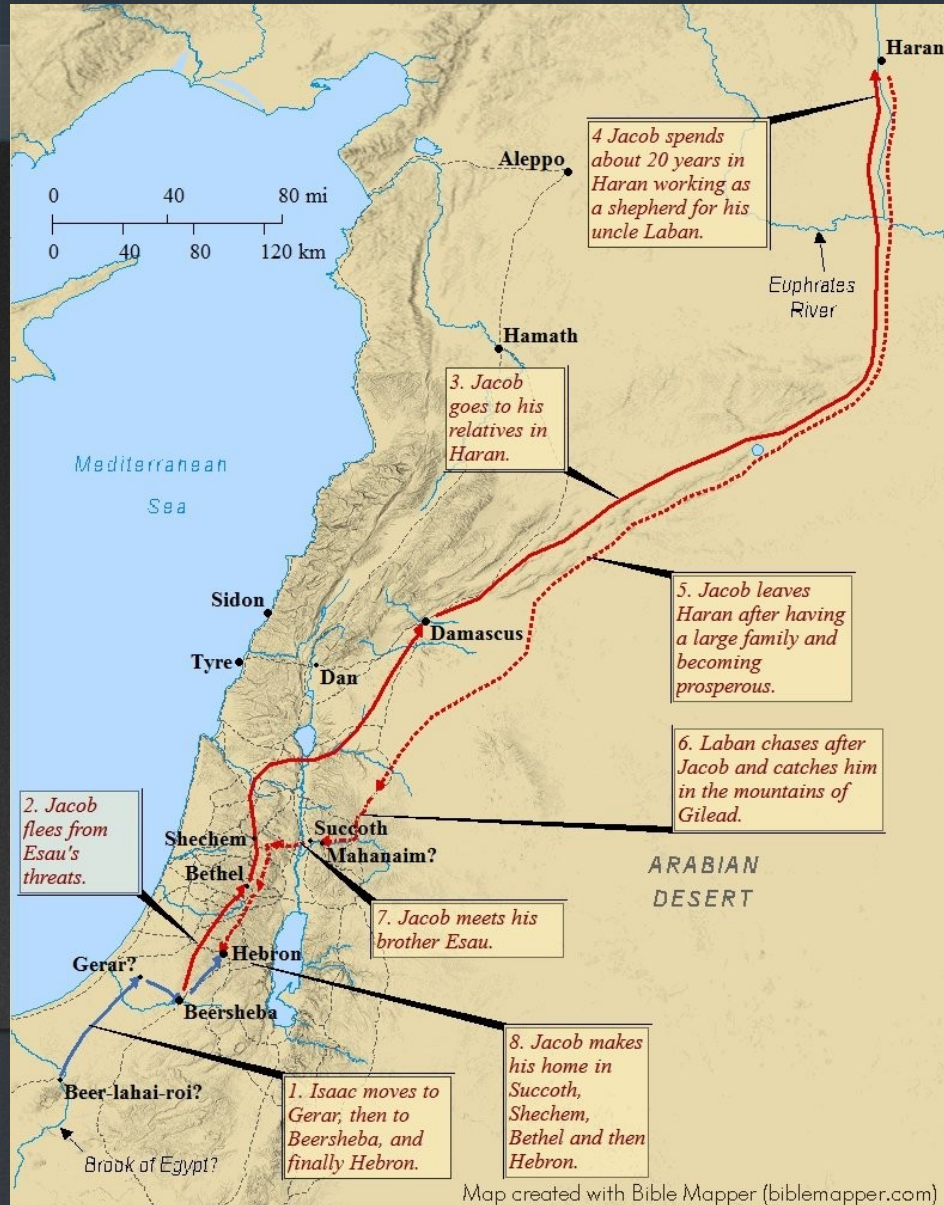 Haran
4 Jacob spends
about 20 years in
Haran working as
a shepherd for his
uncle Laban.
Aleppo
0 40 80 mi
0 40 80 120 km
Euphrates
River
Hamath
3. Jacob
goes to his
relatives in
Haran.
Mediterranean
Sea
5. Jacob leaves
Haran after having
a large family and
becoming
prosperous.
Sidon
Damascus
Tyre
Dan
6. Laban chases after
Jacob and catches him
in the mountains of
Gilead.
2. Jacob
flees from
Esau's
threats.
Shechem
Succoth
Mahanaim?
Bethel
ARABIAN
DESERT
7. Jacob meets his
brother Esau.
Hebron
Gerar?
Beersheba
8. Jacob makes
his home in
Succoth,
Shechem,
Bethel and then
Hebron.
Beer-lahai-roi?
1. Isaac moves to
Gerar, then to
Beersheba, and
finally Hebron.
Brook of Egypt?
Map created with Bible Mapper (biblemapper.com)